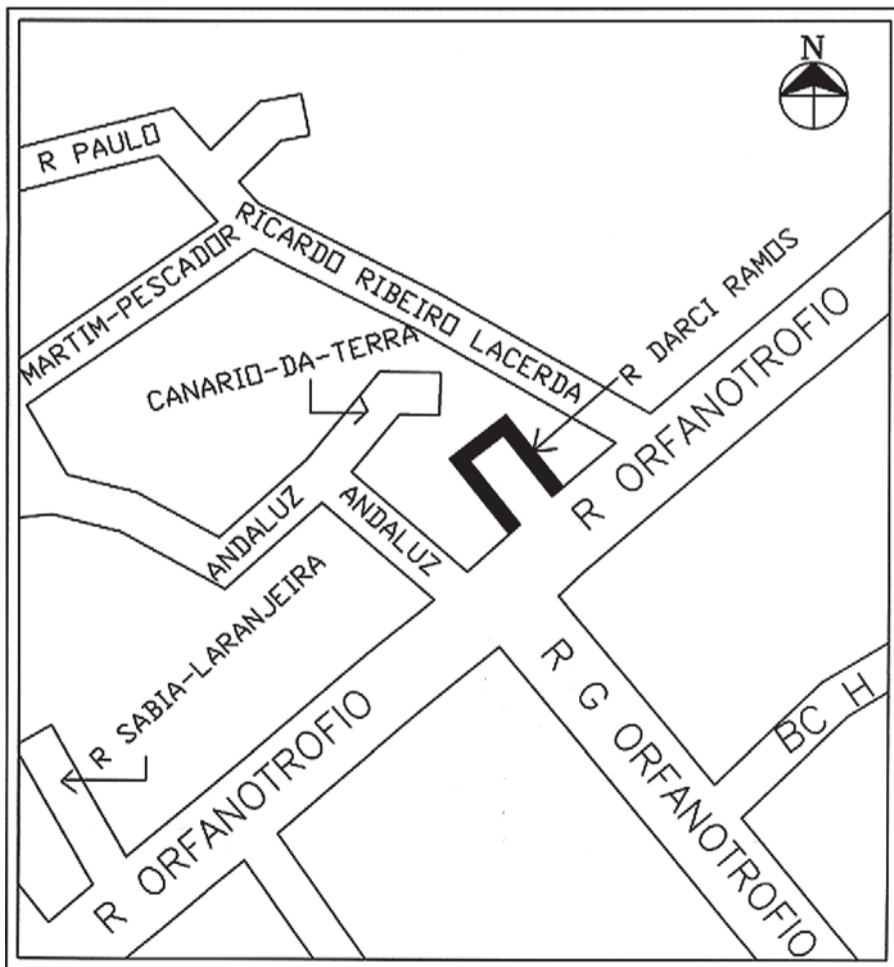 N
R PAULO
RICARDO RIBEIRO LACERDA
MARTIM-PESCADOR
R DARCI RAMOS
CANARIO-DA-TERRA
R ORFANOTROFIO
ANDALUZ
ANDALUZ
R SABIA-LARANJEIRA
R G ORFANOTROFIO
BC H
R ORFANOTROFIO